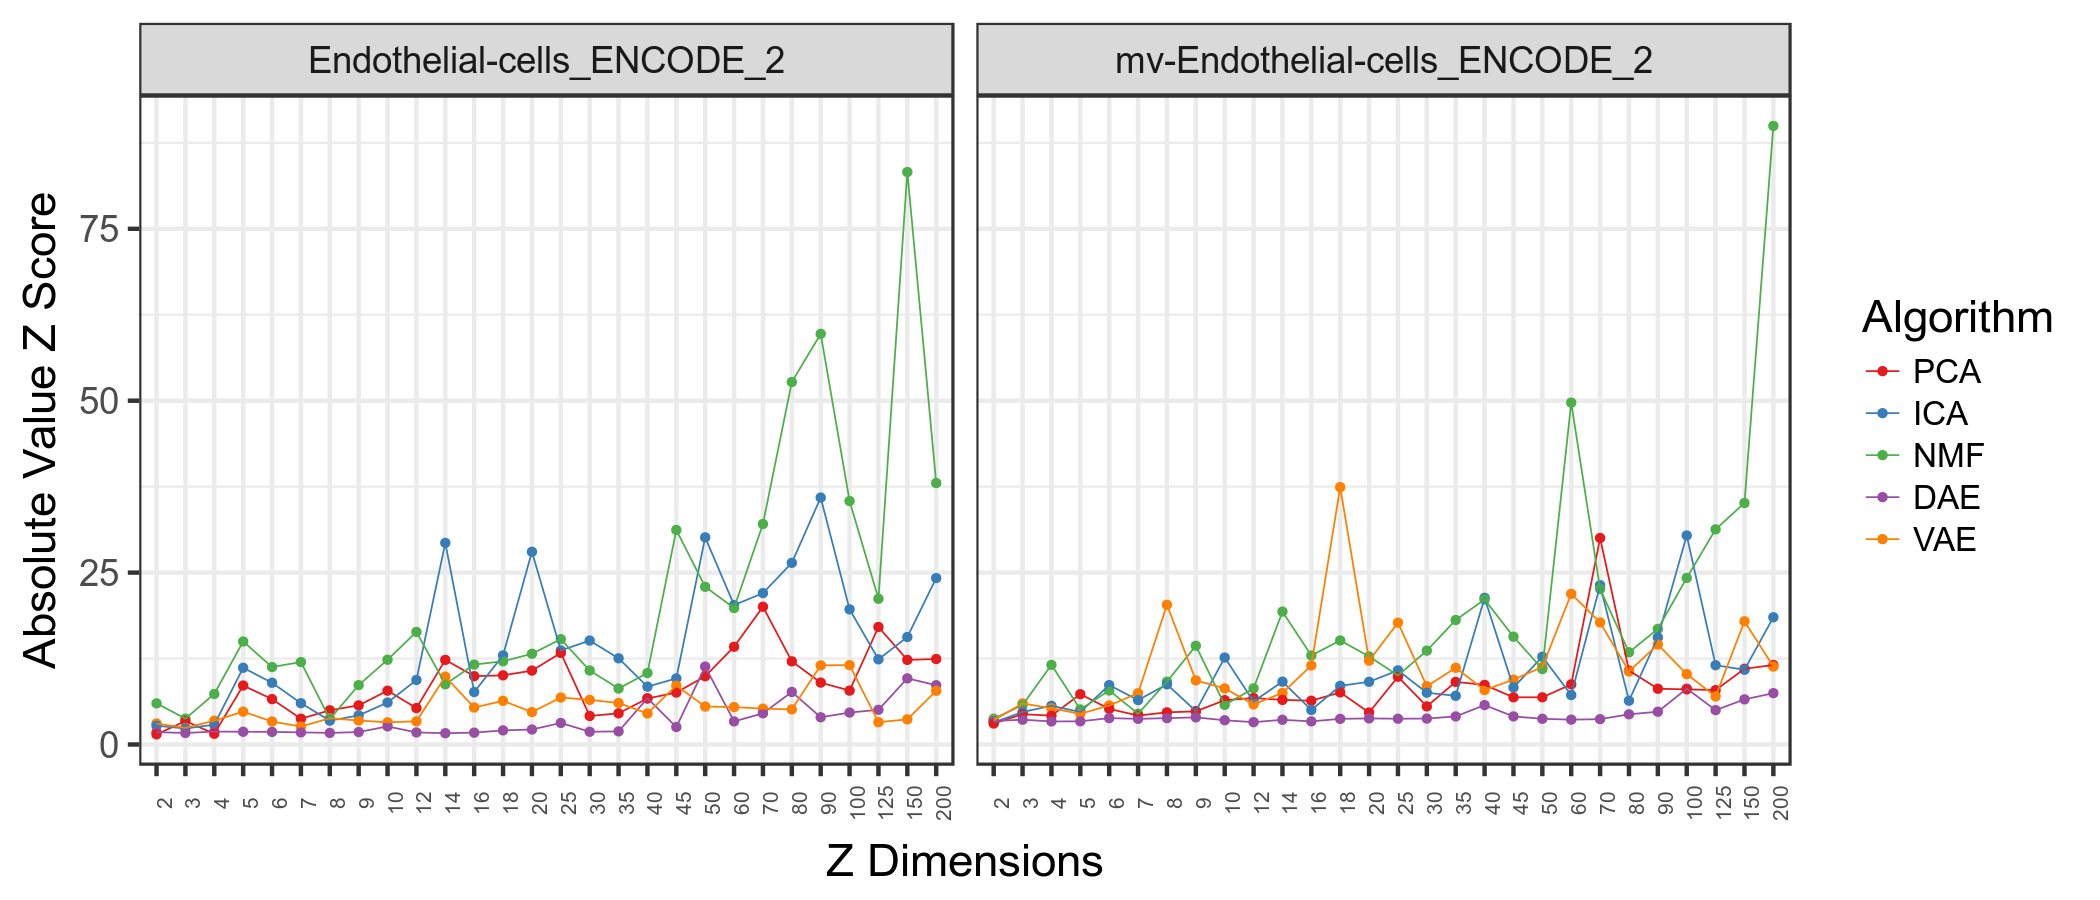 Endothelial-cells_ENCODE_2 mv-Endothelial-cells_ENCODE_2
Absolute Value Z Score
75
50
25
0
2 3 4 5 6 7 8 9 10 12 14 16 18 20 25 30 35 40 45 50 60 70 80 90 100 125 150 200
2 3 4 5 6 7 8 9 10 12 14 16 18 20 25 30 35 40 45 50 60 70 80 90 100 125 150 200
Z Dimensions
Algorithm
PCA
ICA
NMF
DAE
VAE